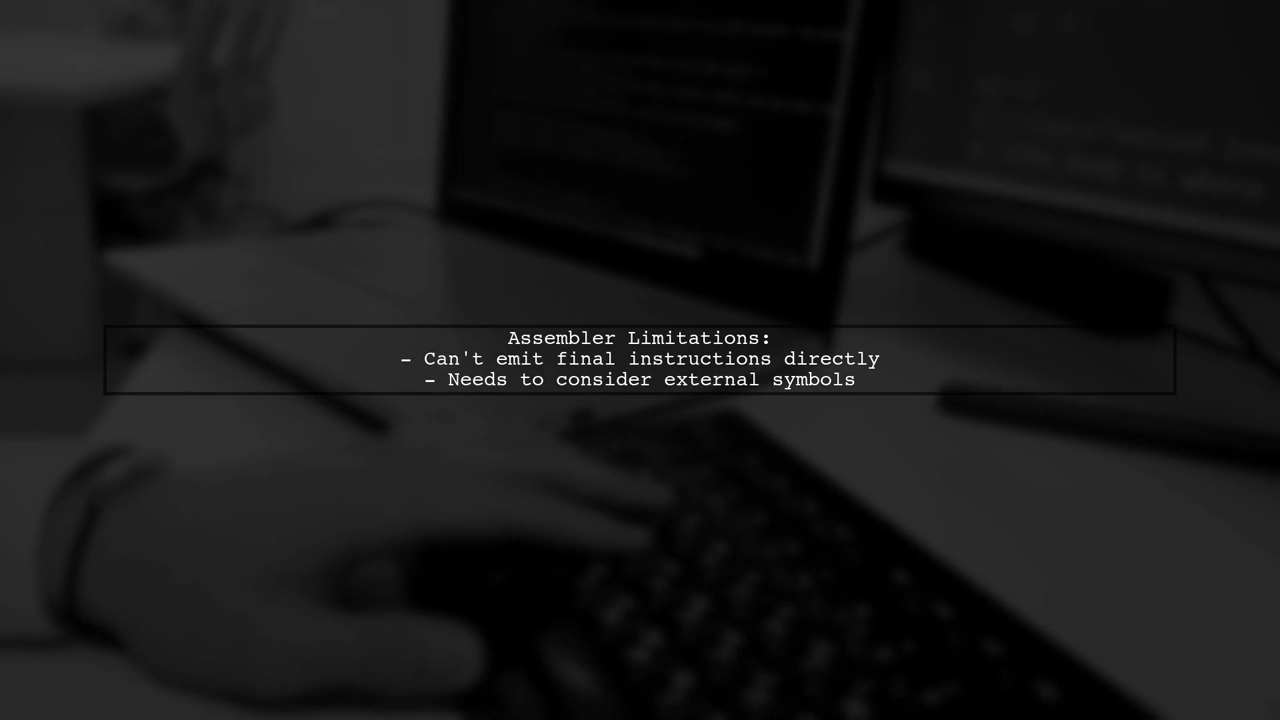 Assembler Limitations:
- Can't emit final instructions directly
- Needs to consider external symbols